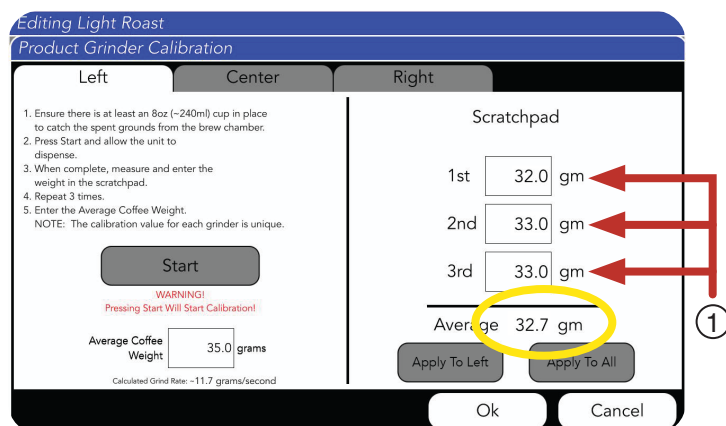 Editing Light Roast
Product Grinder Calibration
Left
Center
Right
1. Ensure there is at least an 8oz (~240ml) cup in place
to catch the spent grounds from the brew chamber.
2. Press Start and allow the unit to
dispense.
3. When complete, measure and enter the
weight in the scratchpad.
4. Repeat 3 times.
5. Enter the Average Coffee Weight.
NOTE: The calibration value for each grinder is unique.
Start
WARNING!
Pressing Start Will Start Calibration!
Average Coffee
Weight
35.0 grams
Calculated Grind Rate: ~11.7 grams/second
Scratchpad
1st 32.0 gm
2nd 33.0 gm
3rd 33.0 gm
Average 32.7 gm
Apply To Left
Apply To All
Ok
Cancel
1